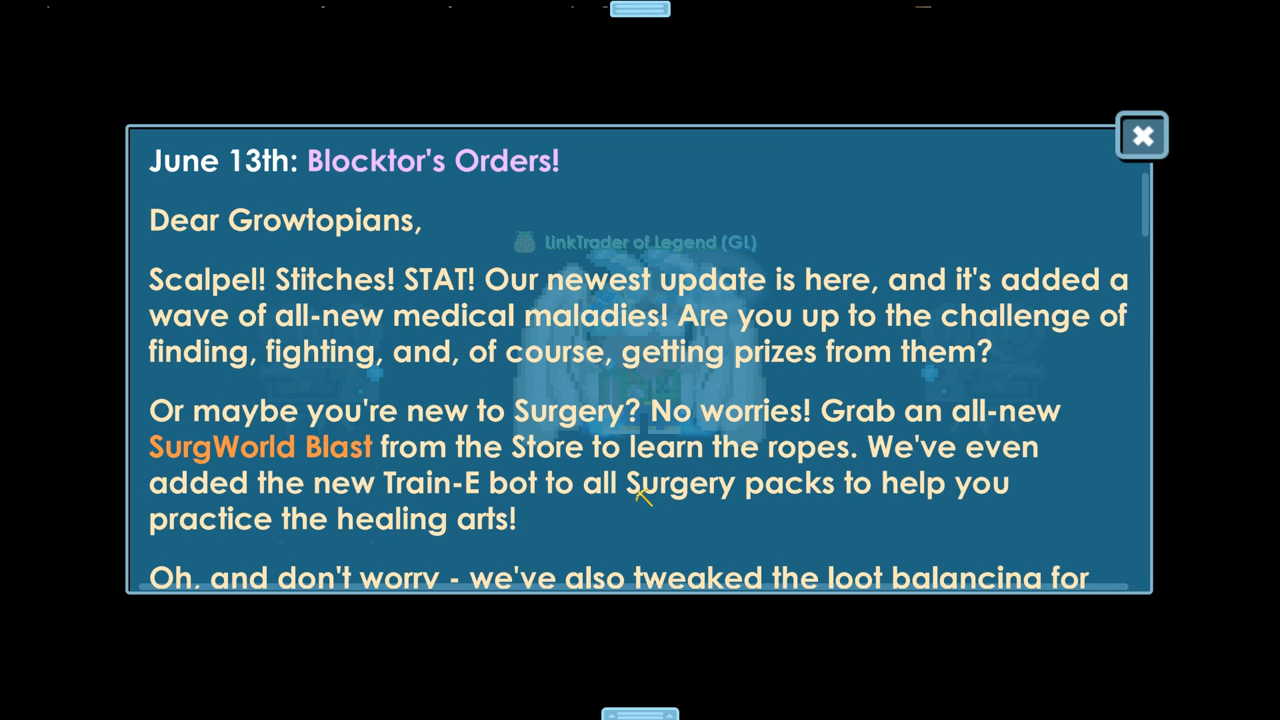 June 13th: Blocktor's Orders!
Dear Growtopians,
LinkTrader of Legend (GL)
Scalpel! Stitches! STAT! Our newest update is here, and it's added a
wave of all-new medical maladies! Are you up to the challenge of
finding, fighting, and, of course, getting prizes from them?
Or maybe you're new to Surgery? No worries! Grab an all-new
SurgWorld Blast from the Store to learn the ropes. We've even
added the new Train-E bot to all Surgery packs to help you
practice the healing arts!
Oh, and don't worry - we've also tweaked the loot balancing for